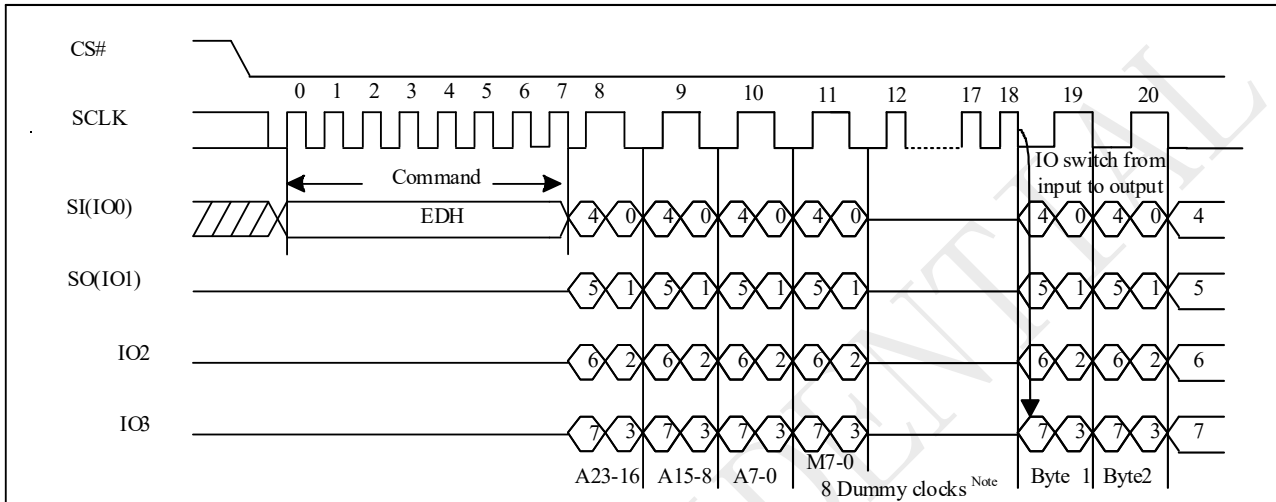 CS#
0 1 2 3 4 5 6 7 8 9 10 11 12 17 18 19 20
SCLK
IO switch from
input to output
Command
SI(IO0) EDH 4 0 4 0 4 0 4 0 4 0 4 0 4
SO(IO1) 5 1 5 1 5 1 5 1 5 1 5 1 5
IO2 6 2 6 2 6 2 6 2 6 2 6 2 6
IO3 7 3 7 3 7 3 7 3 7 3 7 3 7
A23-16 A15-8 A7-0 M7-0 Byte 1 Byte2
8 Dummy clocks Note